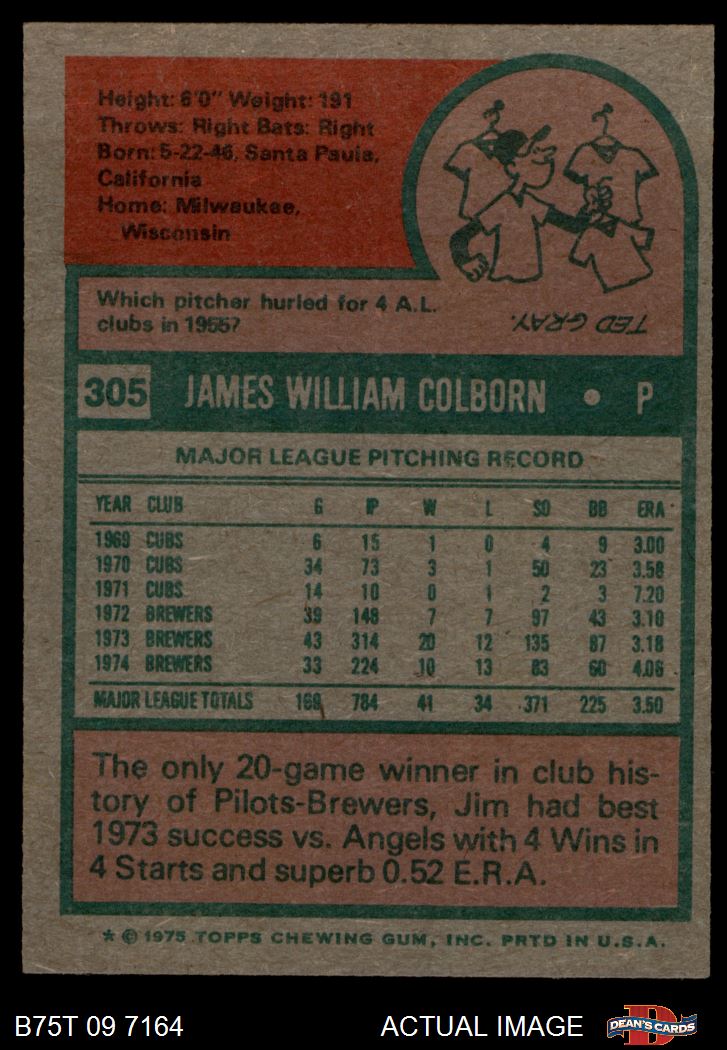 Height: 6'0" Weight: 191
Throws: Right Bats: Right
Born: 5-22-46, Santa Paula,
California
Home: Milwaukee,
Wisconsin
Which pitcher hurled for 4 A.L.
clubs in 1955?
TED GRAY.
305 JAMES WILLIAM COLBORN • P
MAJOR LEAGUE PITCHING RECORD
YEAR CLUB G IP W L SO BB ERA
1969 CUBS 6 15 1 0 4 9 3.00
1970 CUBS 34 73 3 1 50 23 3.58
1971 CUBS 14 10 0 1 2 3 7.20
1972 BREWERS 39 148 7 7 97 43 3.10
1973 BREWERS 43 314 20 12 135 87 3.18
1974 BREWERS 33 224 10 13 83 60 4.06
MAJOR LEAGUE TOTALS 169 784 41 34 371 225 3.50
The only 20-game winner in club his-
tory of Pilots-Brewers, Jim had best
1973 success vs. Angels with 4 Wins in
4 Starts and superb 0.52 E.R.A.
* © 1975 TOPPS CHEWING GUM, INC. PRTD IN U.S.A.
B75T 09 7164 ACTUAL IMAGE DEAN'S CARDS